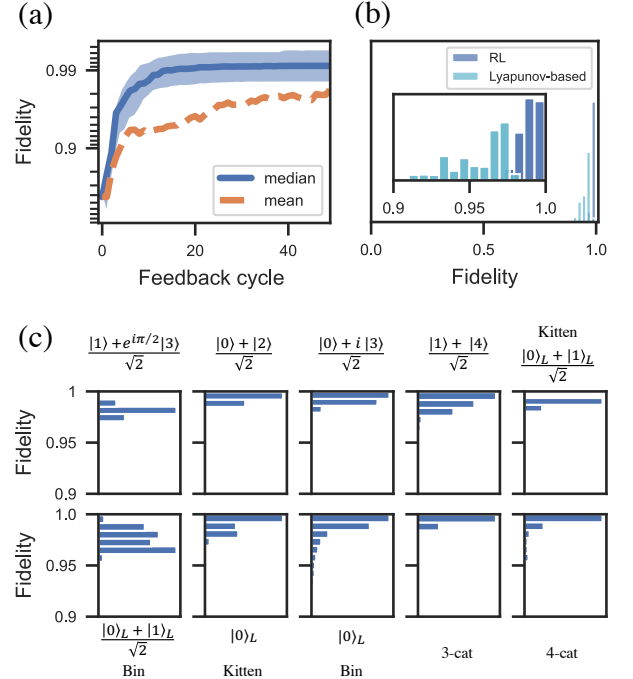 (a)
(b)
Fidelity
0.99
0.9
median
mean
0
20
40
Feedback cycle
RL
Lyapunov-based
0.9
0.95
1.0
0.0
0.5
1.0
Fidelity
(c)
|1⟩ +e^{iπ/2}|3⟩ / √2
|0⟩ + |2⟩ / √2
|0⟩ + i |3⟩ / √2
|1⟩ + |4⟩ / √2
Kitten
|0⟩_L + |1⟩_L / √2
Fidelity
1
0.95
0.9
Fidelity
1.0
0.95
0.9
|0⟩_L + |1⟩_L / √2
Bin
|0⟩_L
Kitten
|0⟩_L
Bin
3-cat
4-cat